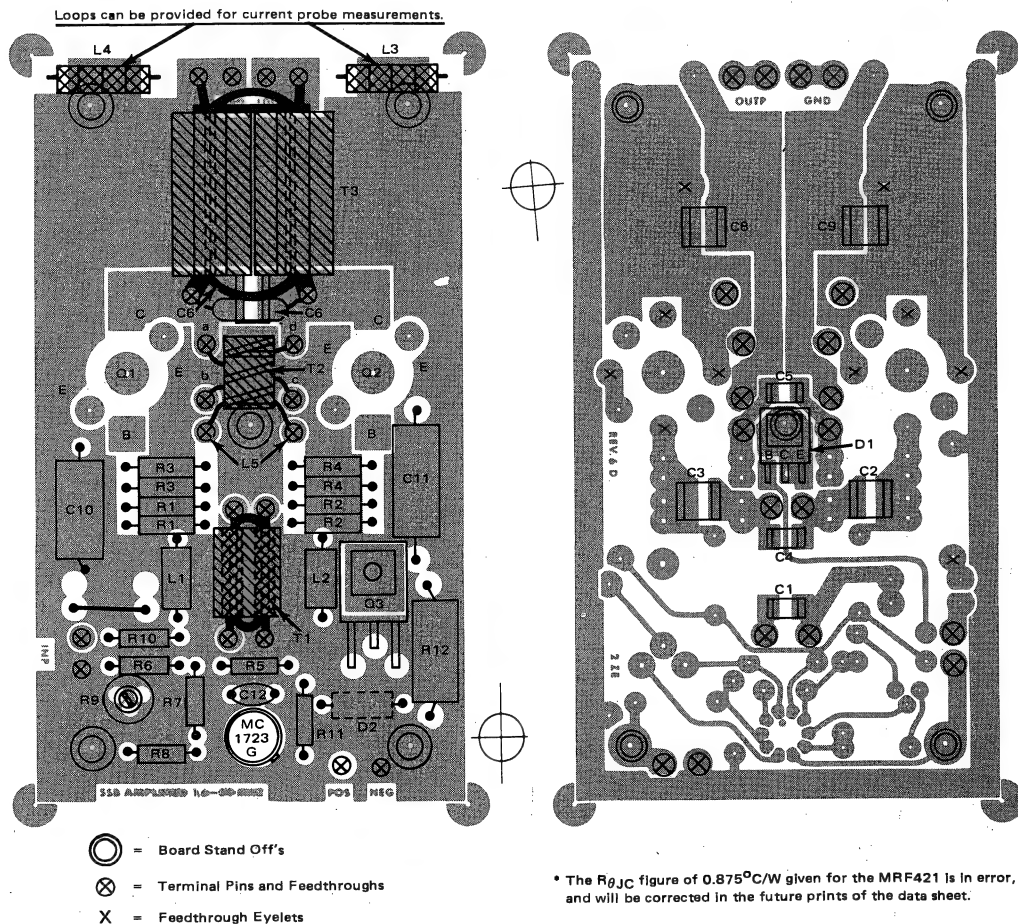 Loops can be provided for current probe measurements.
L4
L3
T3
C6
C6
C
C
a
d
Q1
E
E
Q2
E
E
T2
b
B
B
L5
R3
R4
R3
R4
R1
R2
R1
R2
C10
C11
L1
L2
Q3
T1
R10
R12
INP
R6
R5
R9
R7
C12
D2
MC
1723
G
R11
R8
POS
NEG
OUTP
GND
C8
C9
C5
D1
B C E
REV. 6 D
C3
C2
C4
C1
= Board Stand Off's
= Terminal Pins and Feedthroughs
X = Feedthrough Eyelets
* The RθJC figure of 0.875°C/W given for the MRF421 is in error,
and will be corrected in the future prints of the data sheet.